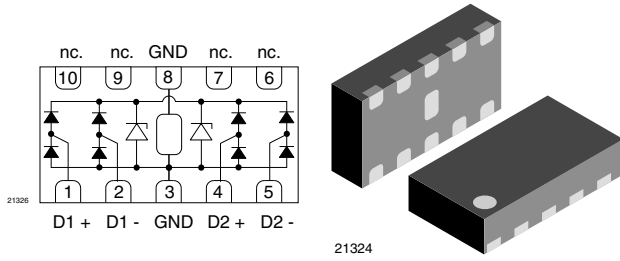 nc. nc. GND nc. nc.
10 9 8 7 6
1 2 3 4 5
21326
D1 + D1 - GND D2 + D2 -
21324